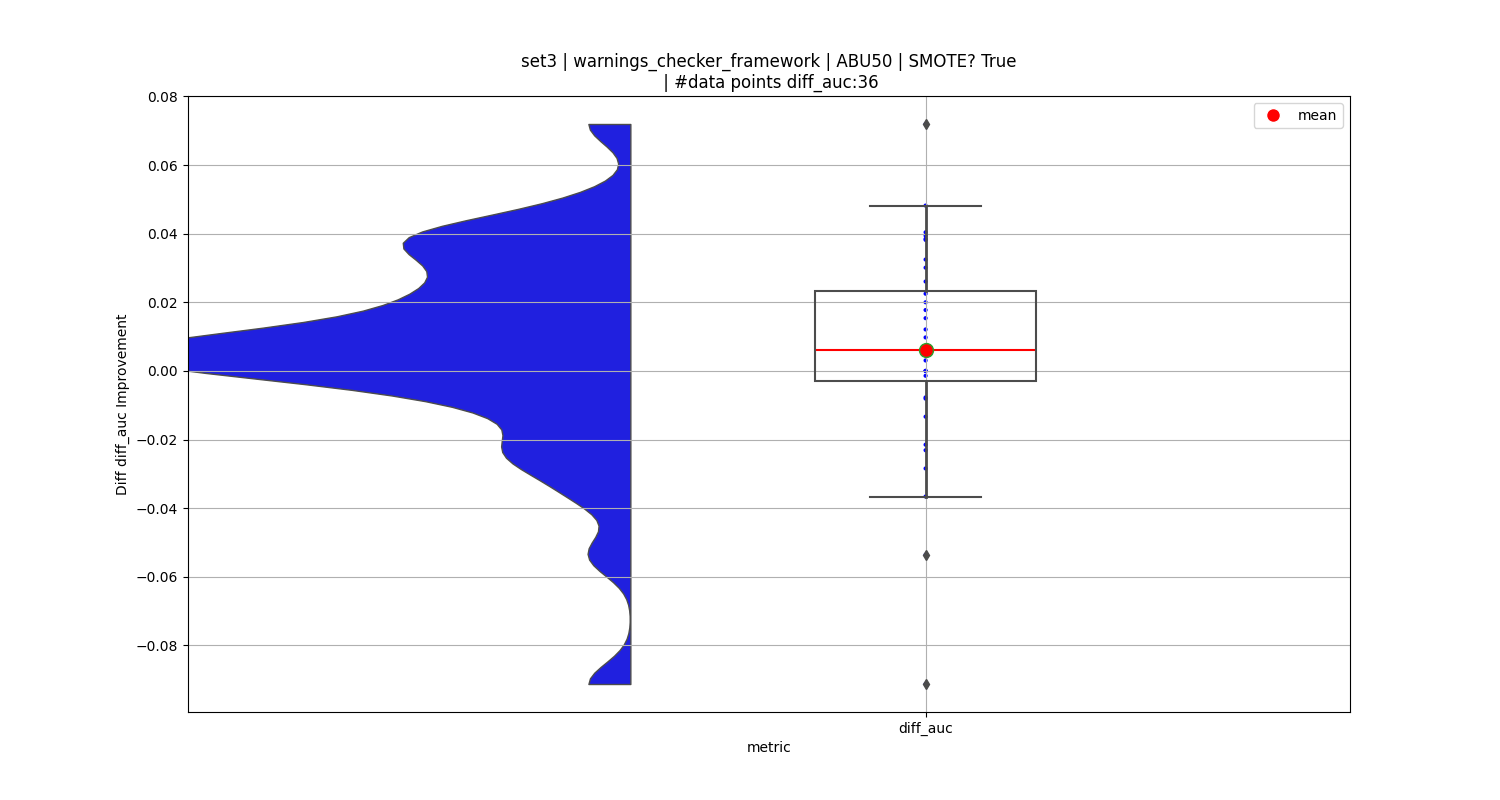 set3 | warnings_checker_framework | ABU50 | SMOTE? True
| #data points diff_auc:36
mean
0.08
0.06
0.04
0.02
0.00
−0.02
−0.04
−0.06
−0.08
Diff diff_auc Improvement
diff_auc
metric